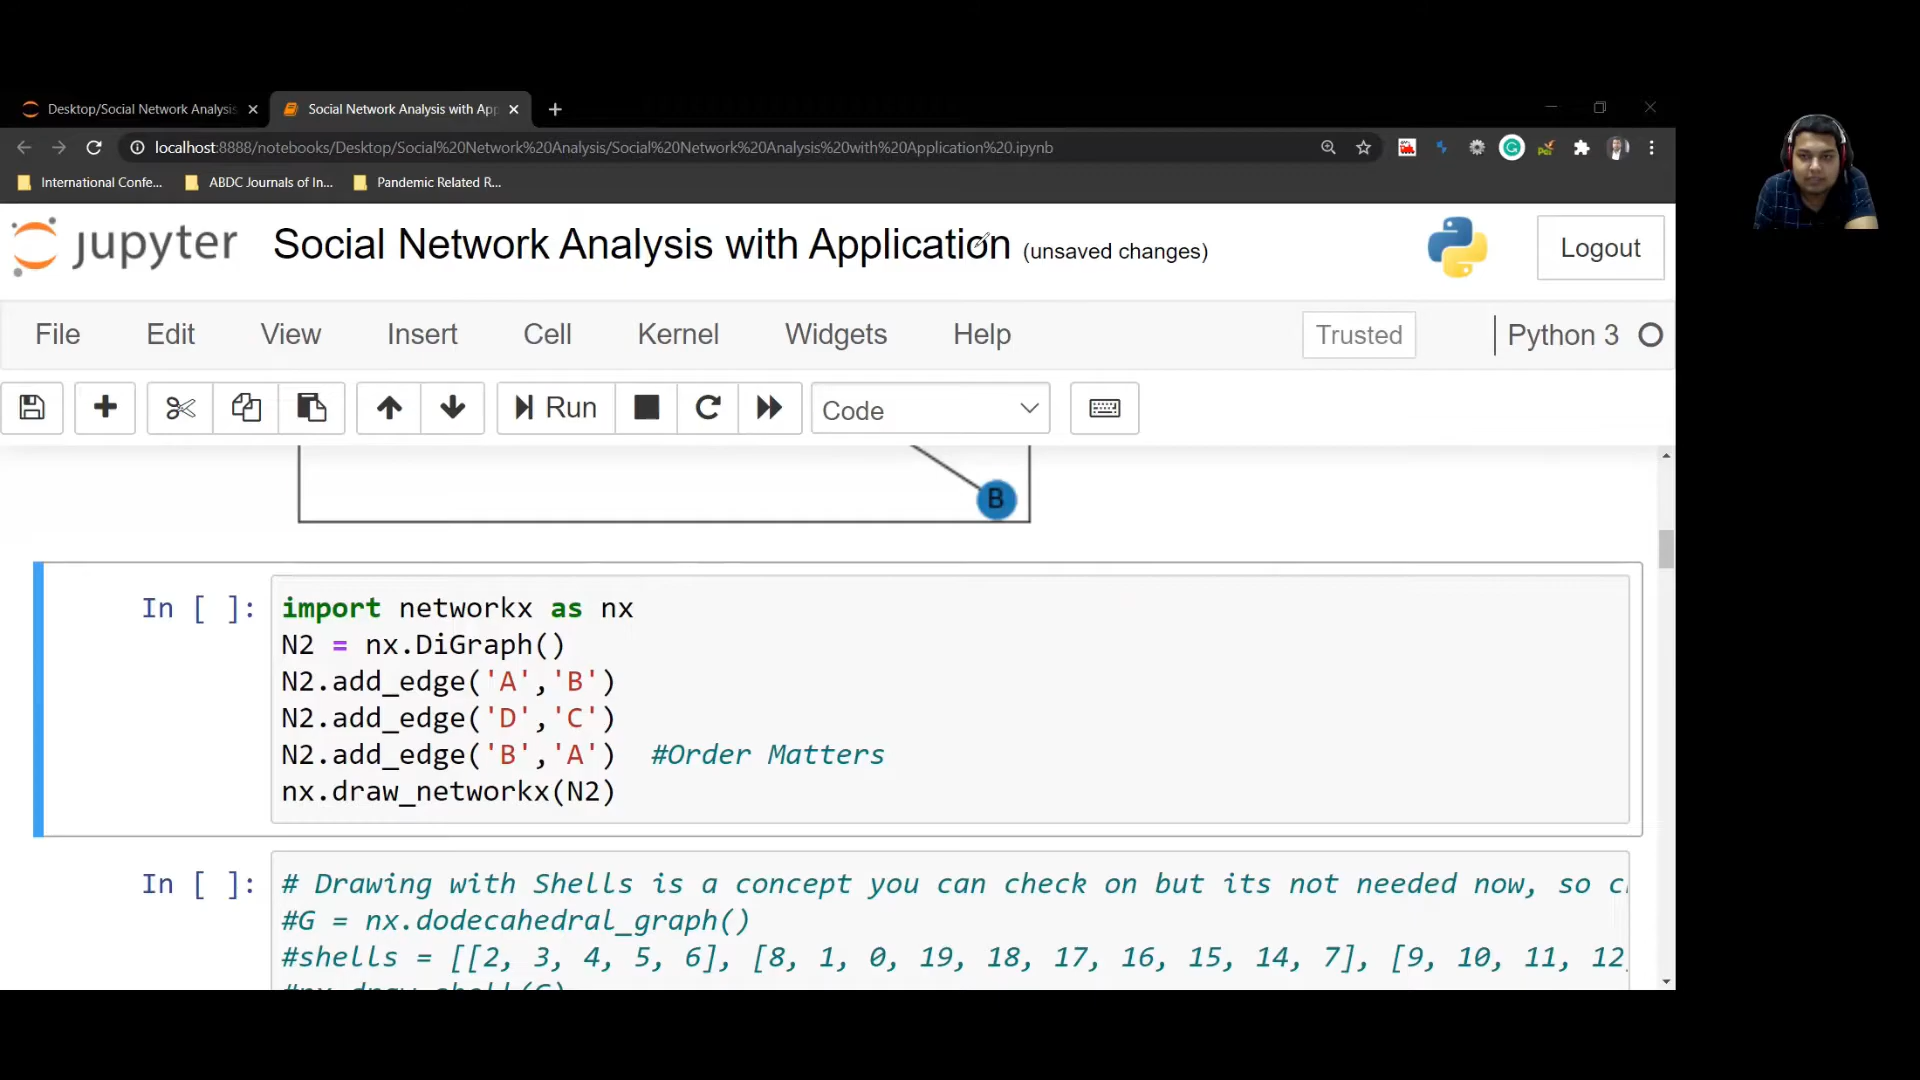 Desktop/Social Network Analysis
Social Network Analysis with App
localhost:8888/notebooks/Desktop/Social%20Network%20Analysis/Social%20Network%20Analysis%20with%20Application%20.ipynb
International Confe...
ABDC Journals of In...
Pandemic Related R...
jupyter
Social Network Analysis with Application (unsaved changes)
Logout
File Edit View Insert Cell Kernel Widgets Help
Trusted
Python 3
Run
Code
B
In [ ]:
import networkx as nx
N2 = nx.DiGraph()
N2.add_edge('A','B')
N2.add_edge('D','C')
N2.add_edge('B','A') #Order Matters
nx.draw_networkx(N2)
In [ ]:
# Drawing with Shells is a concept you can check on but its not needed now, so
#G = nx.dodecahedral_graph()
#shells = [[2, 3, 4, 5, 6], [8, 1, 0, 19, 18, 17, 16, 15, 14, 7], [9, 10, 11, 12,